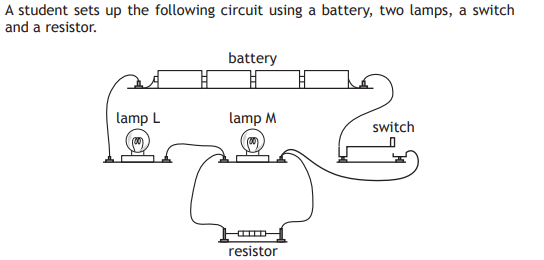 A student sets up the following circuit using a battery, two lamps, a switch
and a resistor.
battery
lamp L
lamp M
switch
resistor